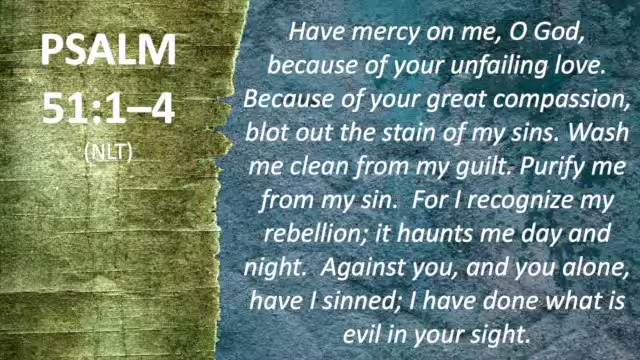 PSALM
51:1–4
(NLT)
Have mercy on me, O God,
because of your unfailing love.
Because of your great compassion,
blot out the stain of my sins. Wash
me clean from my guilt. Purify me
from my sin.  For I recognize my
rebellion; it haunts me day and
night.  Against you, and you alone,
have I sinned; I have done what is
evil in your sight.